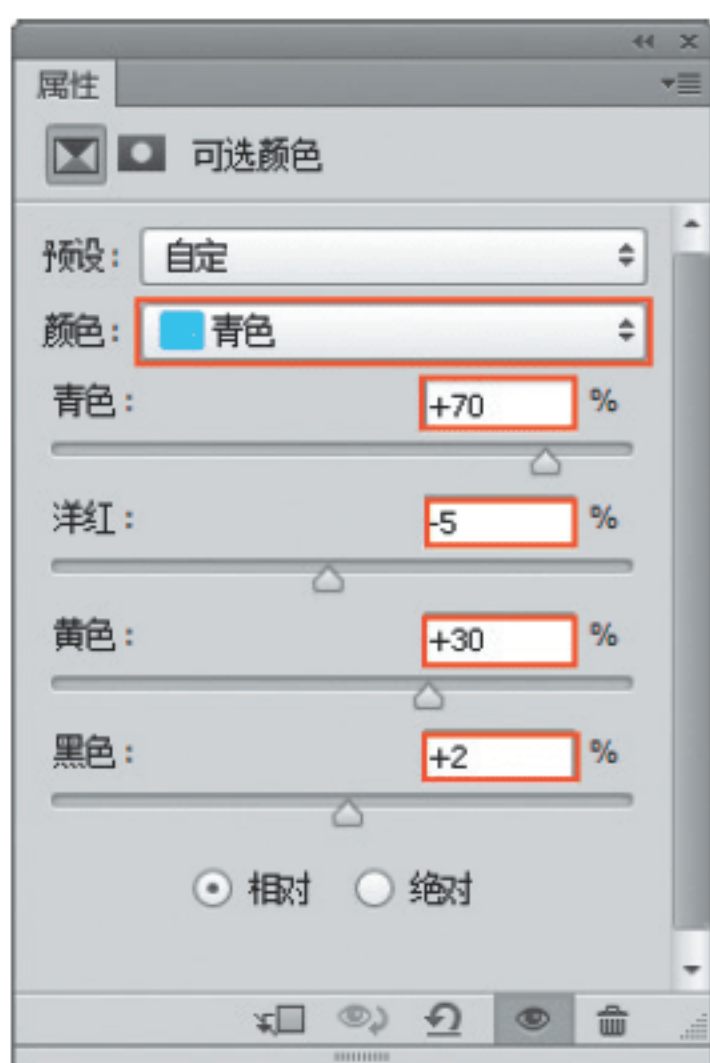 属性
可选颜色
预设： 自定
颜色： 青色
青色： +70 %
洋红： -5 %
黄色： +30 %
黑色： +2 %
相对 绝对